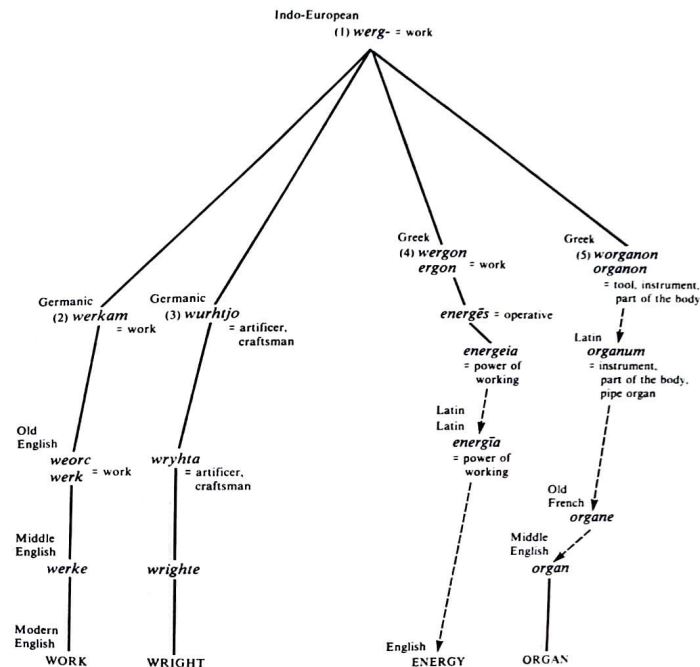 Indo-European
(1) werg- = work
Greek
(4) wergon
ergon = work
Greek
(5) worganon
organon
= tool, instrument,
part of the body
Germanic
(2) werkam
= work
Germanic
(3) wurhtjo
= artificer,
craftsman
energēs = operative
energeia
= power of
working
Latin
organum
= instrument,
part of the body,
pipe organ
Latin
Latin
energīa
= power of
working
Old
English
weorc
werk = work
wryhta
= artificer,
craftsman
Old
French
organe
Middle
English
werke
wrighte
Middle
English
organ
Modern
English
WORK
WRIGHT
English
ENERGY
ORGAN